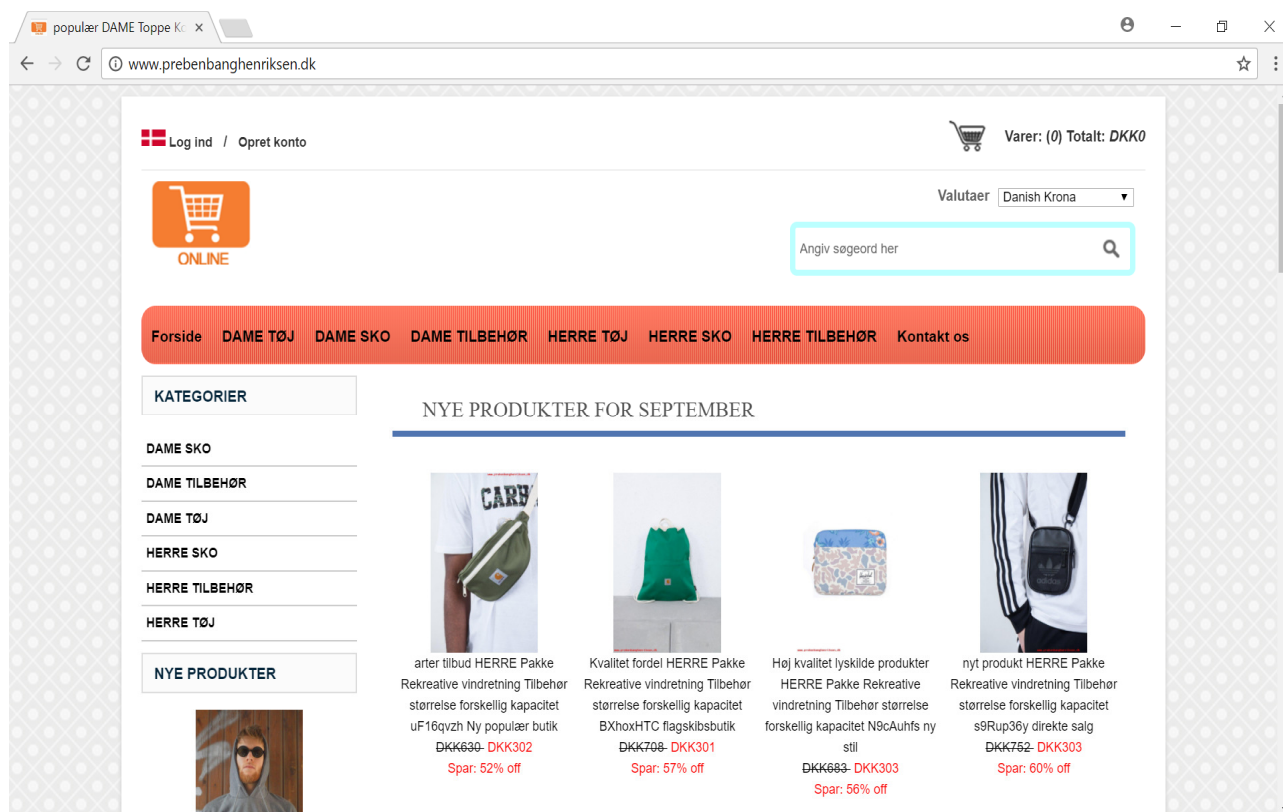 populær DAME Toppe Ko
www.prebenbanghenriksen.dk
Log ind / Opret konto
Varer: (0) Totalt: DKK0
ONLINE
Valutaer Danish Krona
Angiv søgeord her
Forside DAME TØJ DAME SKO DAME TILBEHØR HERRE TØJ HERRE SKO HERRE TILBEHØR Kontakt os
KATEGORIER
DAME SKO
DAME TILBEHØR
DAME TØJ
HERRE SKO
HERRE TILBEHØR
HERRE TØJ
NYE PRODUKTER
NYE PRODUKTER FOR SEPTEMBER
CARH
arter tilbud HERRE Pakke
Rekreative vindretning Tilbehør
størrelse forskellig kapacitet
uF16qvzh Ny populær butik
DKK630 DKK302
Spar: 52% off
Kvalitet fordel HERRE Pakke
Rekreative vindretning Tilbehør
størrelse forskellig kapacitet
BXhoxHTC flagskibsbutik
DKK708 DKK301
Spar: 57% off
Høj kvalitet lyskilde produkter
HERRE Pakke Rekreative
vindretning Tilbehør størrelse
forskellig kapacitet N9cAuhfs ny
stil
DKK683 DKK303
Spar: 56% off
adidas
nyt produkt HERRE Pakke
Rekreative vindretning Tilbehør
størrelse forskellig kapacitet
s9Rup36y direkte salg
DKK752 DKK303
Spar: 60% off